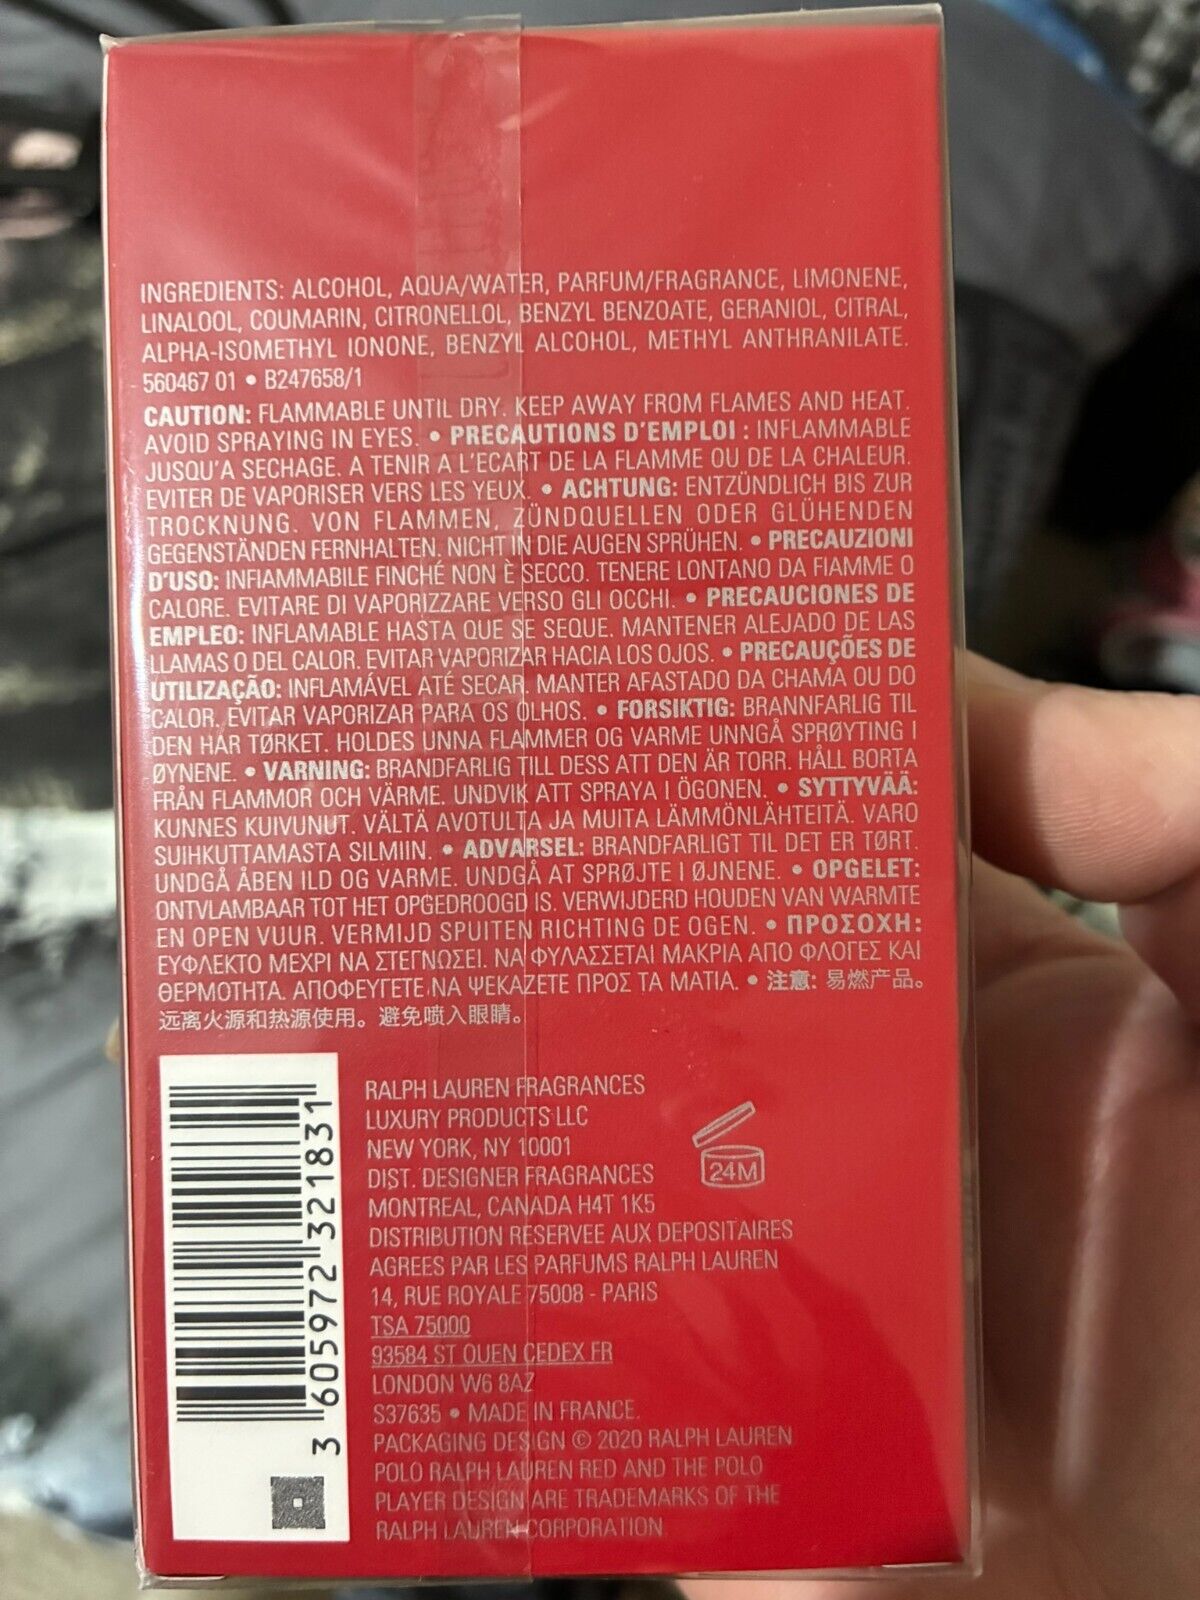 INGREDIENTS: ALCOHOL, AQUA/WATER, PARFUM/FRAGRANCE, LIMONENE,
LINALOOL, COUMARIN, CITRONELLOL, BENZYL BENZOATE, GERANIOL, CITRAL,
ALPHA-ISOMETHYL IONONE, BENZYL ALCOHOL, METHYL ANTHRANILATE.
560467 01 • B247658/1
CAUTION: FLAMMABLE UNTIL DRY. KEEP AWAY FROM FLAMES AND HEAT.
AVOID SPRAYING IN EYES. • PRECAUTIONS D'EMPLOI : INFLAMMABLE
JUSQU'A SECHAGE. A TENIR A L'ECART DE LA FLAMME OU DE LA CHALEUR.
EVITER DE VAPORISER VERS LES YEUX. • ACHTUNG: ENTZÜNDLICH BIS ZUR
TROCKNUNG. VON FLAMMEN, ZÜNDQUELLEN ODER GLÜHENDEN
GEGENSTÄNDEN FERNHALTEN. NICHT IN DIE AUGEN SPRÜHEN. • PRECAUZIONI
D'USO: INFIAMMABILE FINCHÉ NON È SECCO. TENERE LONTANO DA FIAMME O
CALORE. EVITARE DI VAPORIZZARE VERSO GLI OCCHI. • PRECAUCIONES DE
EMPLEO: INFLAMABLE HASTA QUE SE SEQUE. MANTENER ALEJADO DE LAS
LLAMAS O DEL CALOR. EVITAR VAPORIZAR HACIA LOS OJOS. • PRECAUÇÕES DE
UTILIZAÇÃO: INFLAMÁVEL ATÉ SECAR. MANTER AFASTADO DA CHAMA OU DO
CALOR. EVITAR VAPORIZAR PARA OS OLHOS. • FORSIKTIG: BRANNFARLIG TIL
DEN HAR TØRKET. HOLDES UNNA FLAMMER OG VARME UNNGÅ SPRØYTING I
ØYNENE. • VARNING: BRANDFARLIG TILL DESS ATT DEN ÄR TORR. HÅLL BORTA
FRÅN FLAMMOR OCH VÄRME. UNDVIK ATT SPRAYA I ÖGONEN. • SYTTYVÄÄ:
KUNNES KUIVUNUT. VÄLTÄ AVOTULTA JA MUITA LÄMMÖNLÄHTEITÄ. VARO
SUIHKUTTAMASTA SILMIIN. • ADVARSEL: BRANDFARLIGT TIL DET ER TØRT.
UNDGÅ ÅBEN ILD OG VARME. UNDGÅ AT SPRØJTE I ØJNENE. • OPGELET:
ONTVLAMBAAR TOT HET OPGEDROOGD IS. VERWIJDERD HOUDEN VAN WARMTE
EN OPEN VUUR. VERMIJD SPUITEN RICHTING DE OGEN. • ΠΡΟΣΟΧΗ:
ΕΥΦΛΕΚΤΟ ΜΕΧΡΙ ΝΑ ΣΤΕΓΝΩΣΕΙ. ΝΑ ΦΥΛΑΣΣΕΤΑΙ ΜΑΚΡΙΑ ΑΠΟ ΦΛΟΓΕΣ ΚΑΙ
ΘΕΡΜΟΤΗΤΑ. ΑΠΟΦΕΥΓΕΤΕ ΝΑ ΨΕΚΑΖΕΤΕ ΠΡΟΣ ΤΑ ΜΑΤΙΑ. • 注意: 易燃产品。
远离火源和热源使用。避免喷入眼睛。
3 605972 321831
RALPH LAUREN FRAGRANCES
LUXURY PRODUCTS LLC
NEW YORK, NY 10001
DIST. DESIGNER FRAGRANCES
MONTREAL, CANADA H4T 1K5
DISTRIBUTION RESERVEE AUX DEPOSITAIRES
AGREES PAR LES PARFUMS RALPH LAUREN
14, RUE ROYALE 75008 - PARIS
TSA 75000
93584 ST OUEN CEDEX FR
LONDON W6 8AZ
S37635 • MADE IN FRANCE.
PACKAGING DESIGN © 2020 RALPH LAUREN
POLO RALPH LAUREN RED AND THE POLO
PLAYER DESIGN ARE TRADEMARKS OF THE
RALPH LAUREN CORPORATION
24M